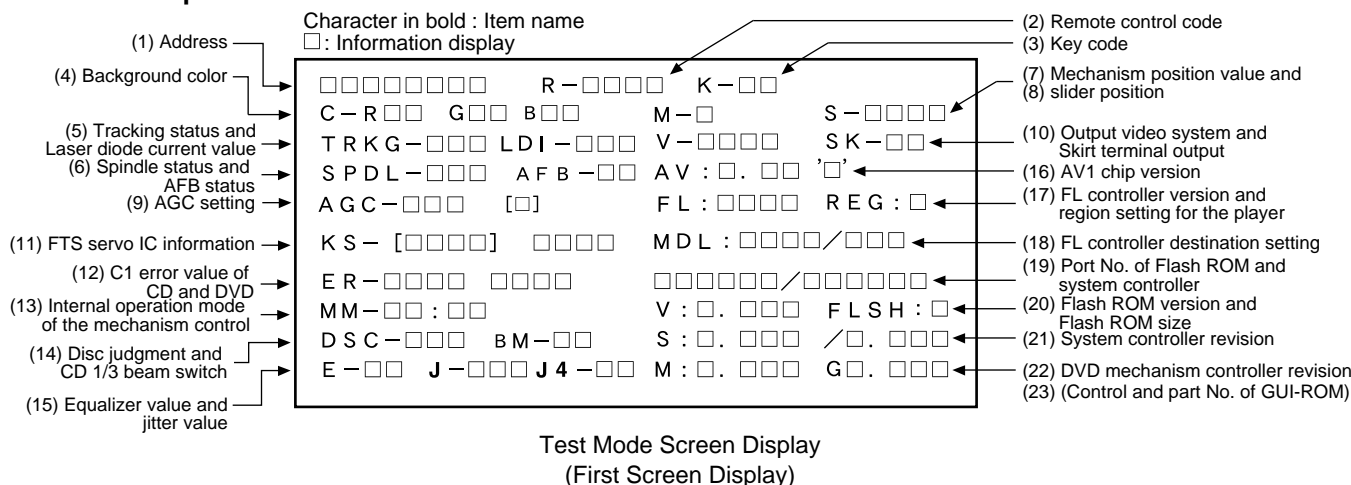 Character in bold : Item name
□ : Information display
(1) Address
(4) Background color
(5) Tracking status and
Laser diode current value
(6) Spindle status and
AFB status
(9) AGC setting
(11) FTS servo IC information
(12) C1 error value of
CD and DVD
(13) Internal operation mode
of the mechanism control
(14) Disc judgment and
CD 1/3 beam switch
(15) Equalizer value and
jitter value
□□□□□□□□ R－□□□□ K－□□
C－R□□ G□□ B□□ M－□ S－□□□□
TRKG－□□□ LDI－□□□ V－□□□□ SK－□□
SPDL－□□□ AFB－□□ AV:□.□□ '□'
AGC－□□□ [□] FL:□□□□ REG:□
KS－[□□□□] □□□□ MDL:□□□□/□□□
ER－□□□□ □□□□ □□□□□□/□□□□□□
MM－□□:□□ V:□.□□□ FLSH:□
DSC－□□□ BM－□□ S:□.□□□ /□.□□□
E－□□ J－□□□ J4－□□ M:□.□□□ G□.□□□
(2) Remote control code
(3) Key code
(7) Mechanism position value and
(8) slider position
(10) Output video system and
Skirt terminal output
(16) AV1 chip version
(17) FL controller version and
region setting for the player
(18) FL controller destination setting
(19) Port No. of Flash ROM and
system controller
(20) Flash ROM version and
Flash ROM size
(21) System controller revision
(22) DVD mechanism controller revision
(23) (Control and part No. of GUI-ROM)
Test Mode Screen Display
(First Screen Display)